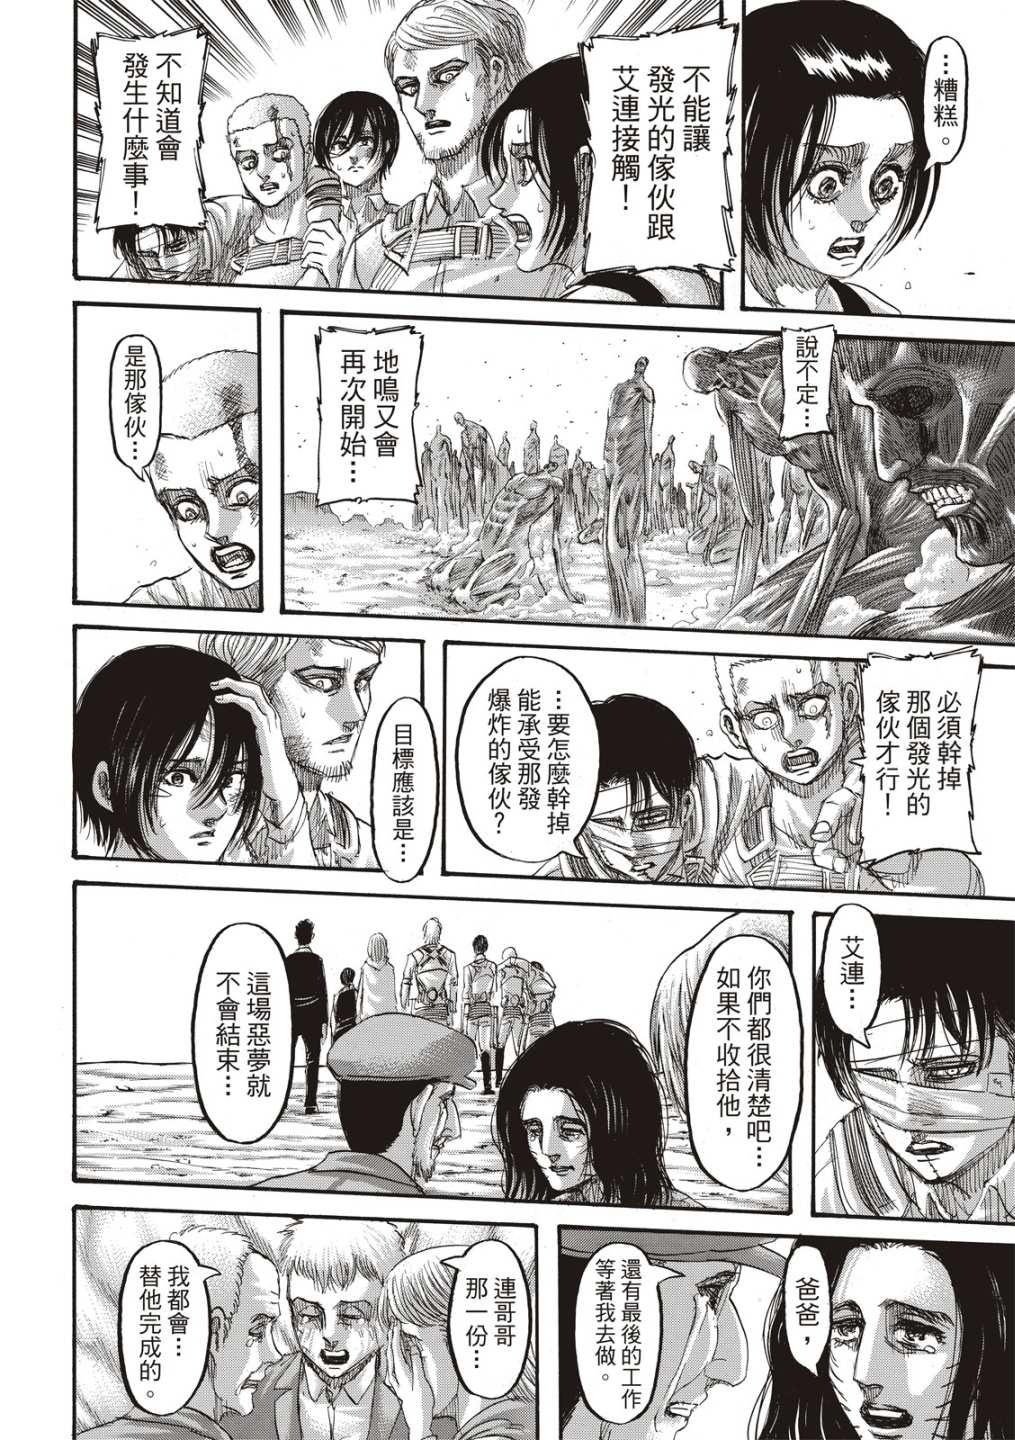 …糟糕。
不能讓
發光的傢伙跟
艾連接觸！
不知道會
發生什麼事！
說不定…
地鳴又會
再次開始…
是那傢伙…
必須幹掉
那個發光的
傢伙才行！
…要怎麼幹掉
能承受那發
爆炸的傢伙？
目標應該是…
艾連…
你們都很清楚吧…
如果不收拾他，
這場惡夢就
不會結束…
爸爸，
還有最後的工作
等著我去做。
連哥哥
那一份…
我都會…
替他完成的。